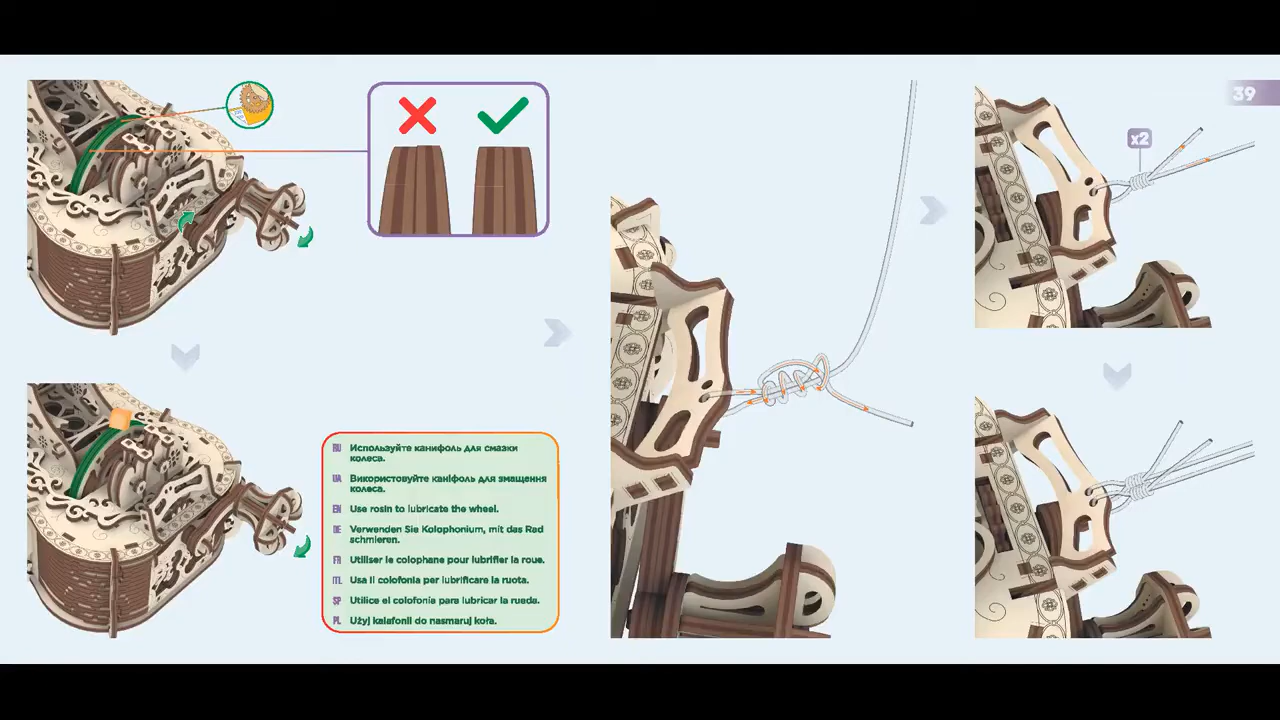 39
x2
RU Используйте канифоль для смазки
колеса.
UA Використовуйте каніфоль для змащення
колеса.
EN Use rosin to lubricate the wheel.
DE Verwenden Sie Kolophonium, mit das Rad
schmieren.
FR Utiliser le colophane pour lubrifier la roue.
ITL Usa il colofonia per lubrificare la ruota.
SP Utilice el colofonía para lubricar la rueda.
PL Użyj kalafonii do nasmaruj koła.